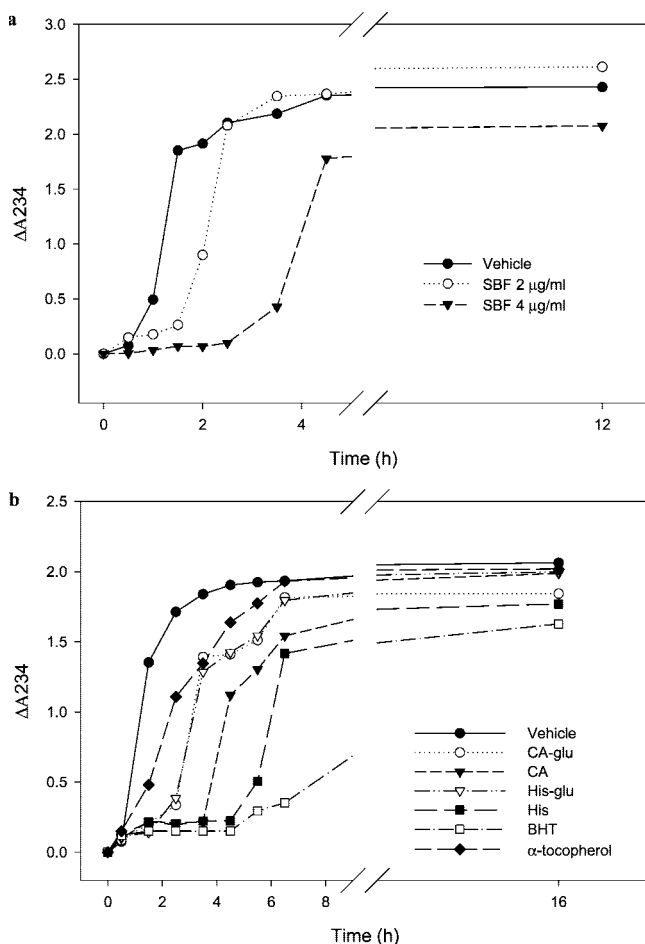 a
3.0
2.5
2.0
1.5
1.0
0.5
0.0
ΔA234
Vehicle
SBF 2 μg/ml
SBF 4 μg/ml
0 2 4 12
Time (h)
b
2.5
2.0
1.5
1.0
0.5
0.0
ΔA234
Vehicle
CA-glu
CA
His-glu
His
BHT
α-tocopherol
0 2 4 6 8 16
Time (h)